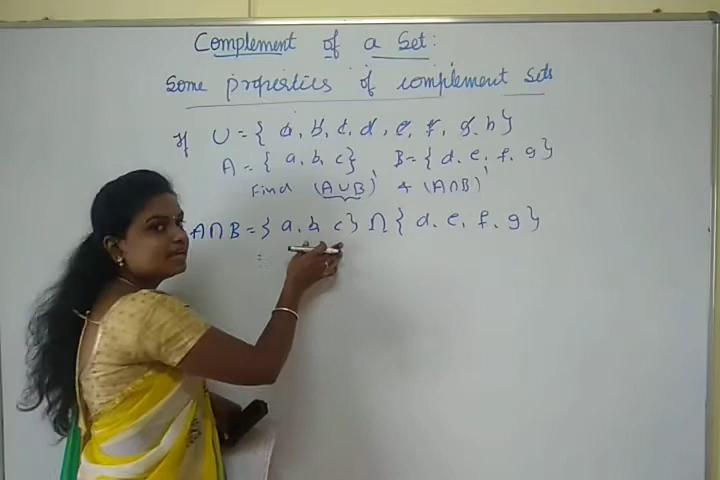 Complement of a Set:
Some properties of complement Sets
If U = { a, b, c, d, e, f, g, h }
A = { a, b, c }, B = { d, e, f, g }
Find (A∪B)' & (A∩B)'
A∩B = { a, b, c } ∩ { d, e, f, g }
=